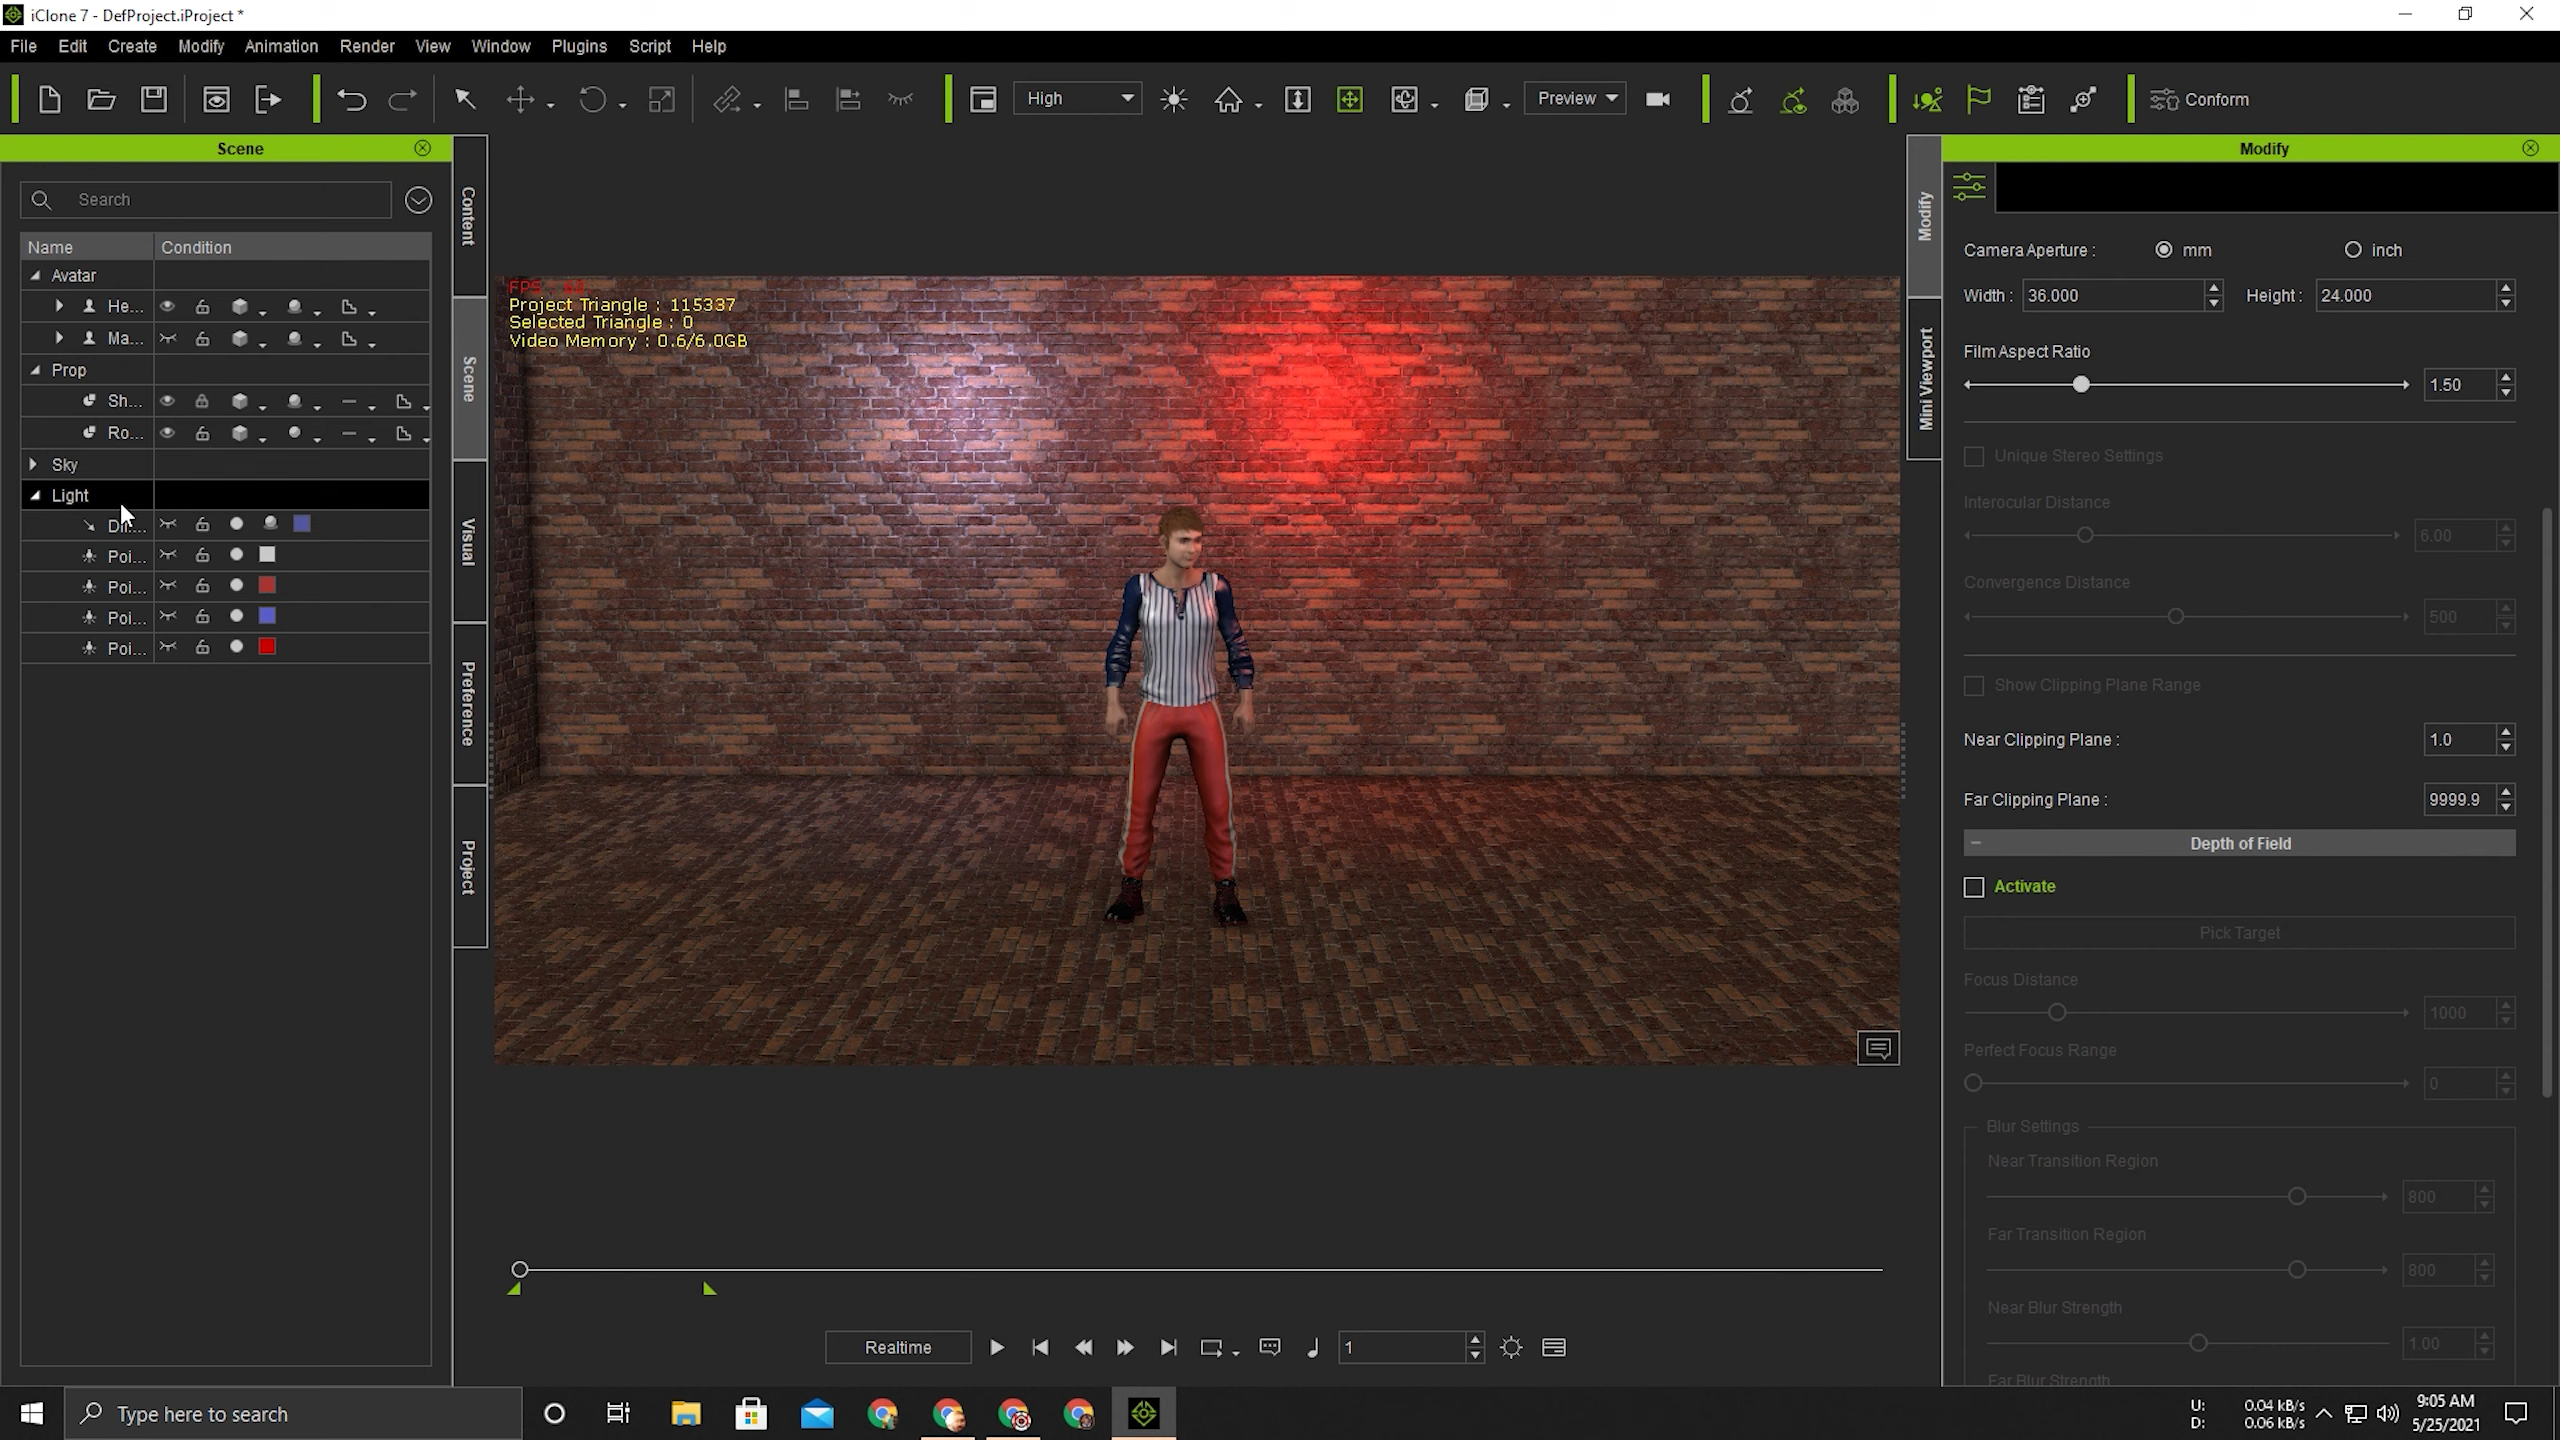 iClone 7 - DefProject.iProject *
File Edit Create Modify Animation Render View Window Plugins Script Help
High
Preview
Conform
Scene
Modify
Search
Name Condition
Avatar
He...
Ma...
Prop
Sh...
Ro...
Sky
Light
Dir...
Poi...
Poi...
Poi...
Poi...
Content
Scene
Visual
Preference
Project
Project Triangle : 115337
Selected Triangle : 0
Video Memory : 0.6/6.0GB
Modify
Mini Viewport
Camera Aperture : mm inch
Width : 36.000 Height : 24.000
Film Aspect Ratio
1.50
Unique Stereo Settings
Interocular Distance
6.00
Convergence Distance
500
Show Clipping Plane Range
Near Clipping Plane : 1.0
Far Clipping Plane : 9999.9
Depth of Field
Activate
Pick Target
Focus Distance
1000
Perfect Focus Range
0
Blur Settings
Near Transition Region
800
Far Transition Region
800
Near Blur Strength
1.00
Far Blur Strength
Realtime
1
Type here to search
U: 0.04 kB/s
D: 0.06 kB/s
9:05 AM
5/25/2021